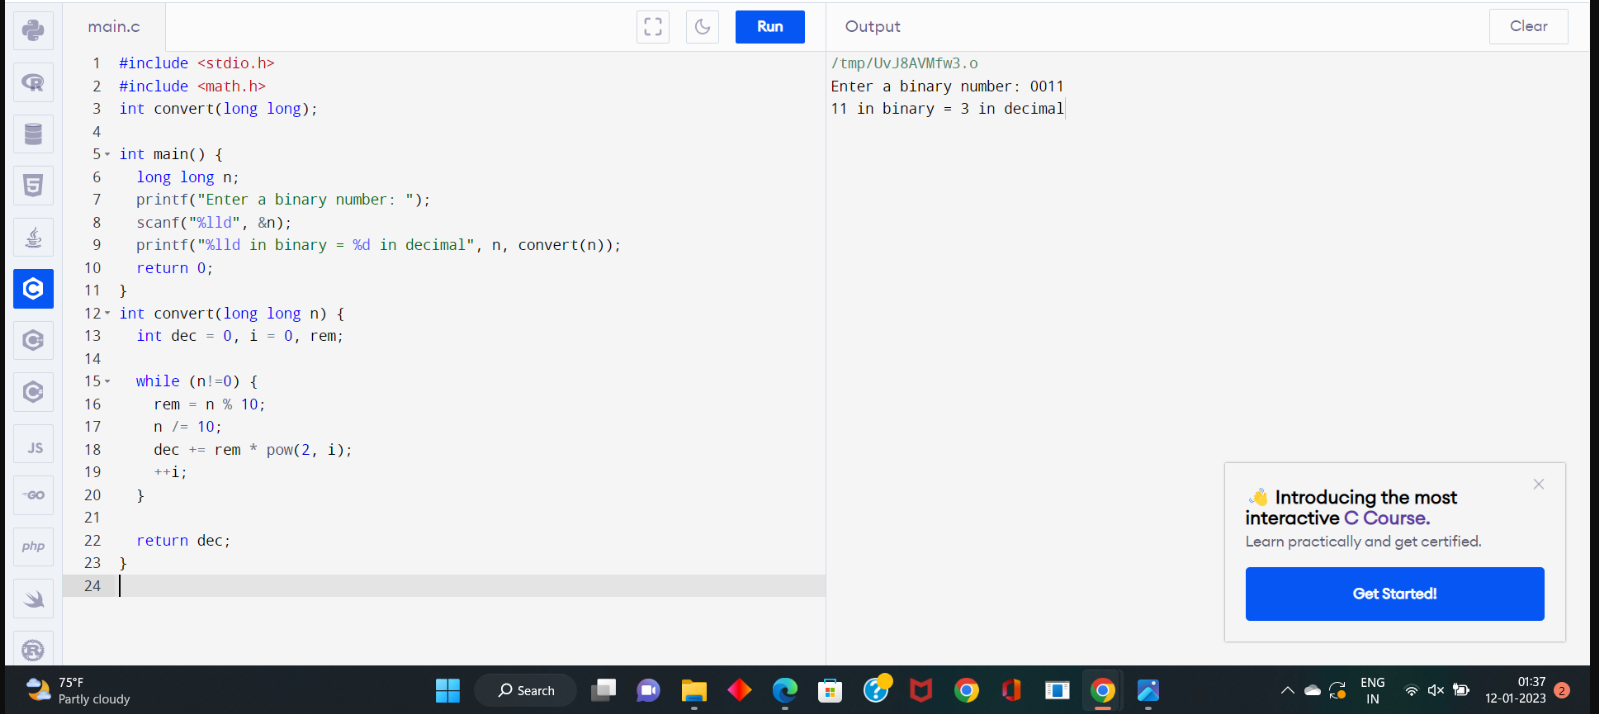 main.c
Run
1 #include <stdio.h>
2 #include <math.h>
3 int convert(long long);
4
5 int main() {
6 long long n;
7 printf("Enter a binary number: ");
8 scanf("%lld", &n);
9 printf("%lld in binary = %d in decimal", n, convert(n));
10 return 0;
11 }
12 int convert(long long n) {
13 int dec = 0, i = 0, rem;
14
15 while (n!=0) {
16 rem = n % 10;
17 n /= 10;
18 dec += rem * pow(2, i);
19 ++i;
20 }
21
22 return dec;
23 }
24
Output
Clear
/tmp/UvJ8AVMfw3.o
Enter a binary number: 0011
11 in binary = 3 in decimal
👋 Introducing the most
interactive C Course.
Learn practically and get certified.
Get Started!
R
5
C
C
C
JS
GO
php
R
75°F
Partly cloudy
Search
ENG
IN
01:37
12-01-2023
2